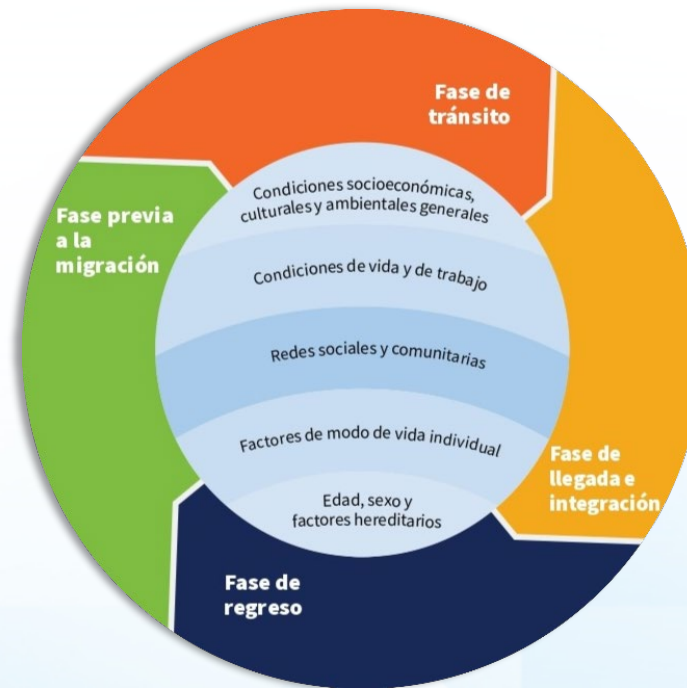 Fase de
tránsito
Condiciones socioeconómicas,
culturales y ambientales generales
Fase previa
a la
migración
Condiciones de vida y de trabajo
Redes sociales y comunitarias
Factores de modo de vida individual
Fase de
llegada e
integración
Edad, sexo y
factores hereditarios
Fase de
regreso